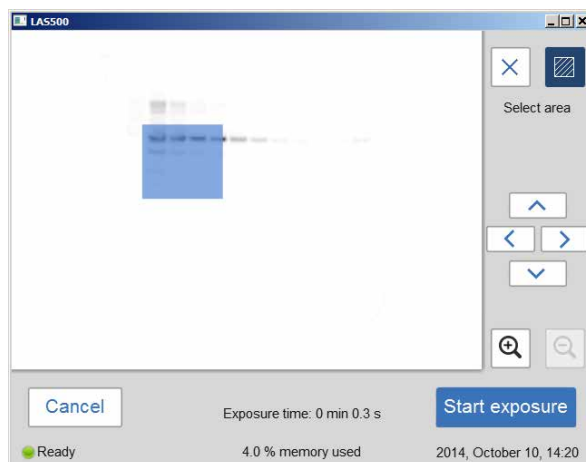 LAS500
Select area
Cancel
Exposure time: 0 min 0.3 s
Start exposure
Ready
4.0 % memory used
2014, October 10, 14:20